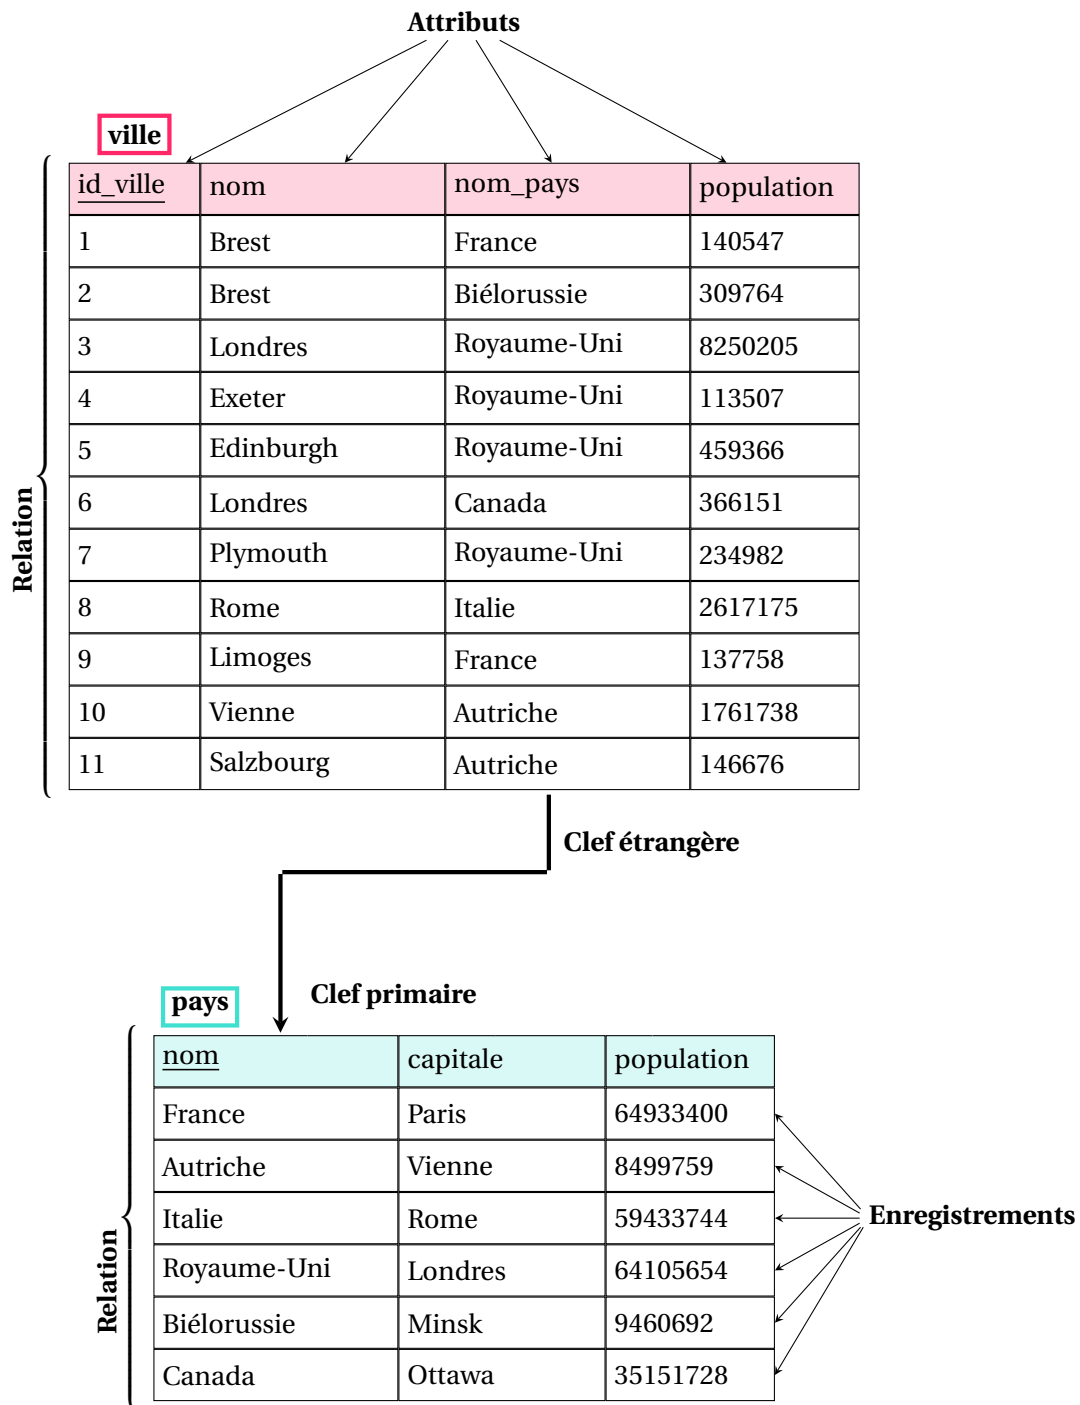 Attributs
ville
id_ville nom nom_pays population
1 Brest France 140547
2 Brest Biélorussie 309764
3 Londres Royaume-Uni 8250205
4 Exeter Royaume-Uni 113507
5 Edinburgh Royaume-Uni 459366
6 Londres Canada 366151
7 Plymouth Royaume-Uni 234982
8 Rome Italie 2617175
9 Limoges France 137758
10 Vienne Autriche 1761738
11 Salzbourg Autriche 146676
Relation
Clef étrangère
Clef primaire
pays
nom capitale population
France Paris 64933400
Autriche Vienne 8499759
Italie Rome 59433744
Royaume-Uni Londres 64105654
Biélorussie Minsk 9460692
Canada Ottawa 35151728
Relation
Enregistrements